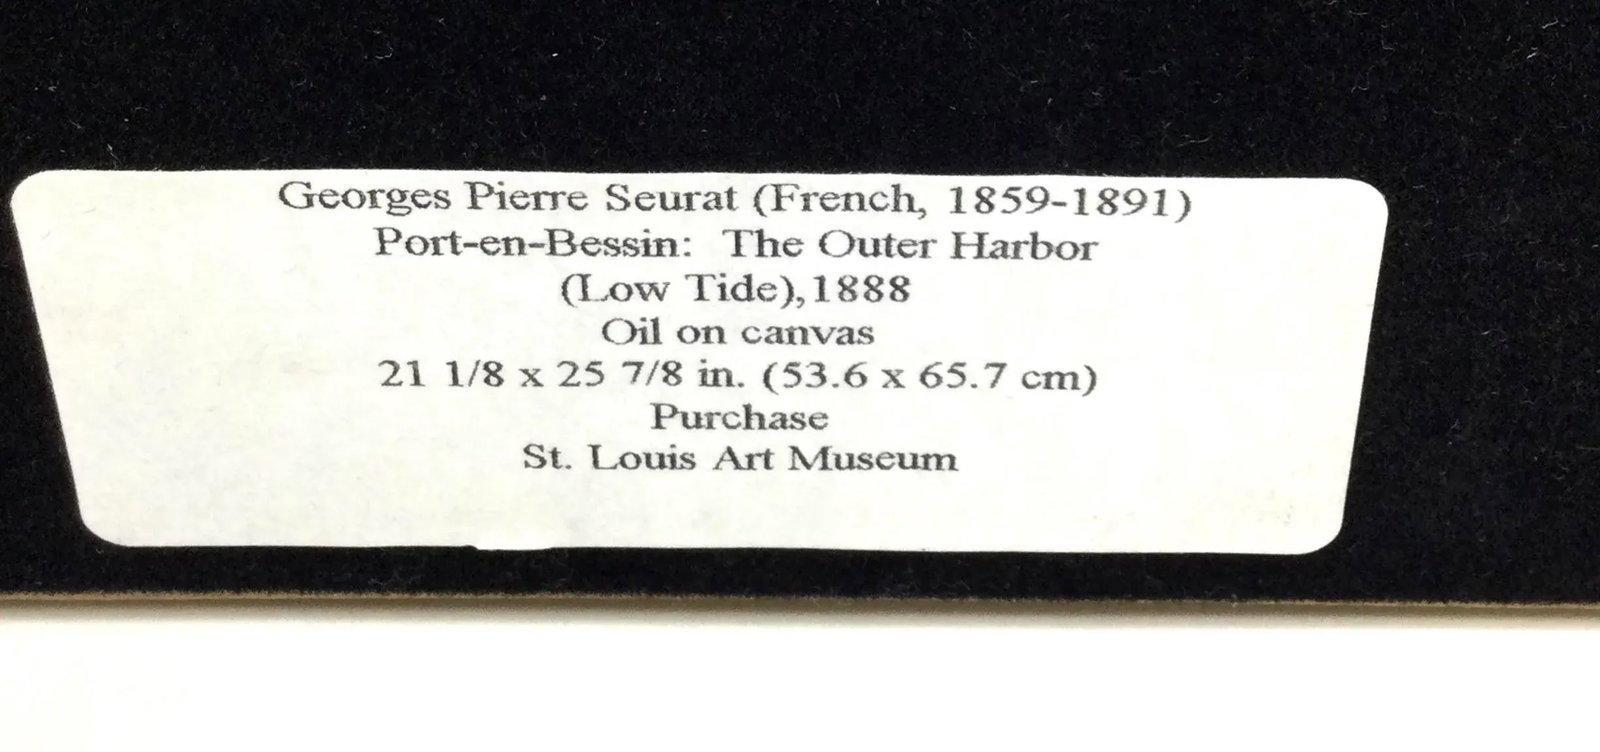 Georges Pierre Seurat (French, 1859-1891)
Port-en-Bessin:  The Outer Harbor
(Low Tide),1888
Oil on canvas
21 1/8 x 25 7/8 in. (53.6 x 65.7 cm)
Purchase
St. Louis Art Museum